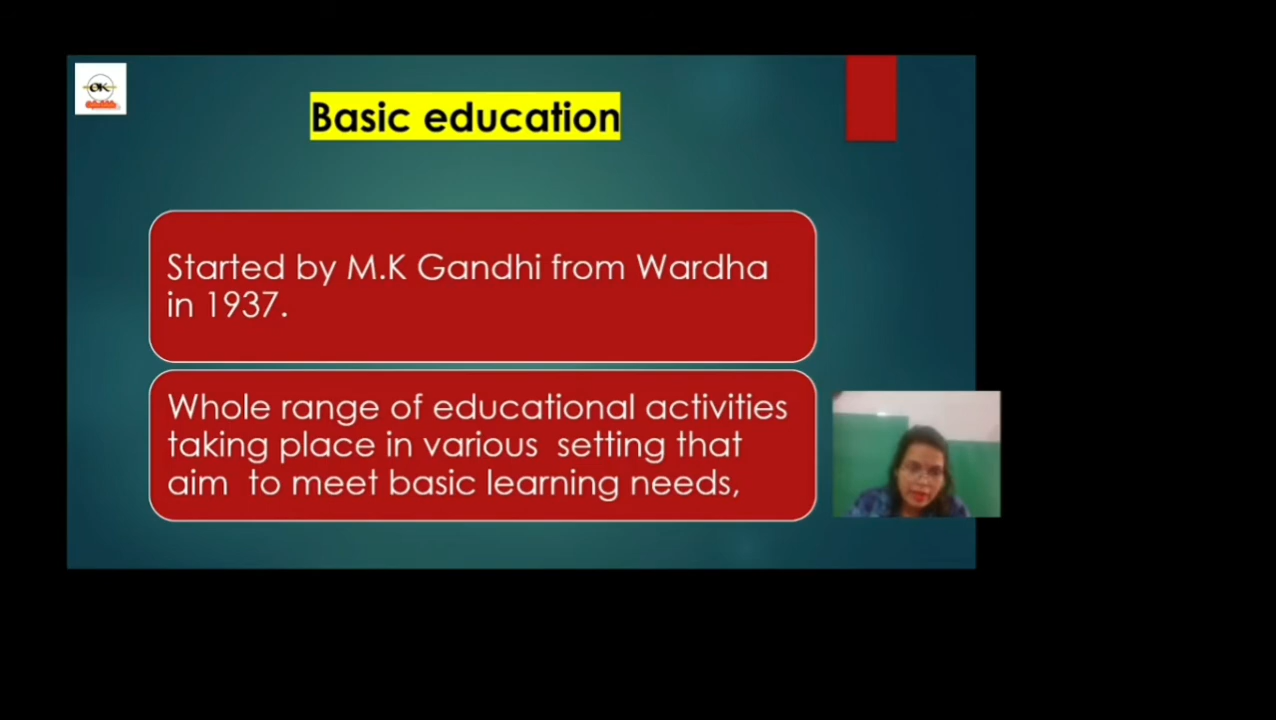 OK
Basic education
Started by M.K Gandhi from Wardha
in 1937.
Whole range of educational activities
taking place in various setting that
aim to meet basic learning needs,